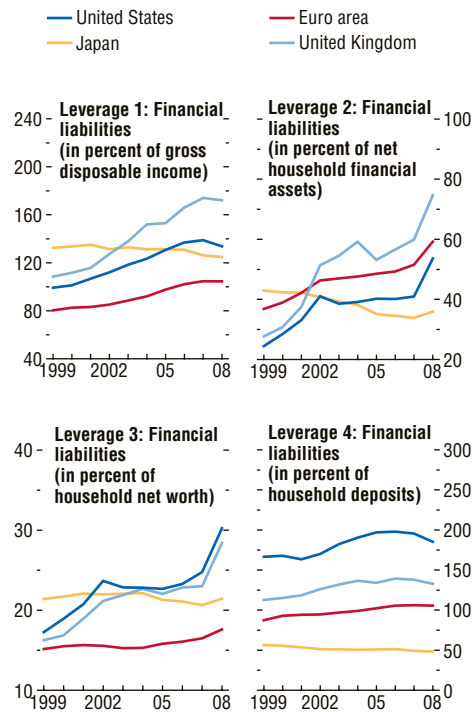 United States
Japan
Euro area
United Kingdom
Leverage 1: Financial
liabilities
(in percent of gross
disposable income)
240
200
160
120
80
40
1999 2002 05 08
Leverage 2: Financial
liabilities
(in percent of net
household financial
assets)
100
80
60
40
20
1999 2002 05 08
Leverage 3: Financial
liabilities
(in percent of
household net worth)
40
30
20
10
1999 2002 05 08
Leverage 4: Financial
liabilities
(in percent of
household deposits)
300
250
200
150
100
50
0
1999 2002 05 08